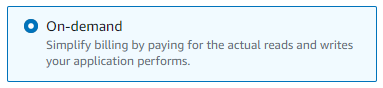 On-demand
Simplify billing by paying for the actual reads and writes
your application performs.